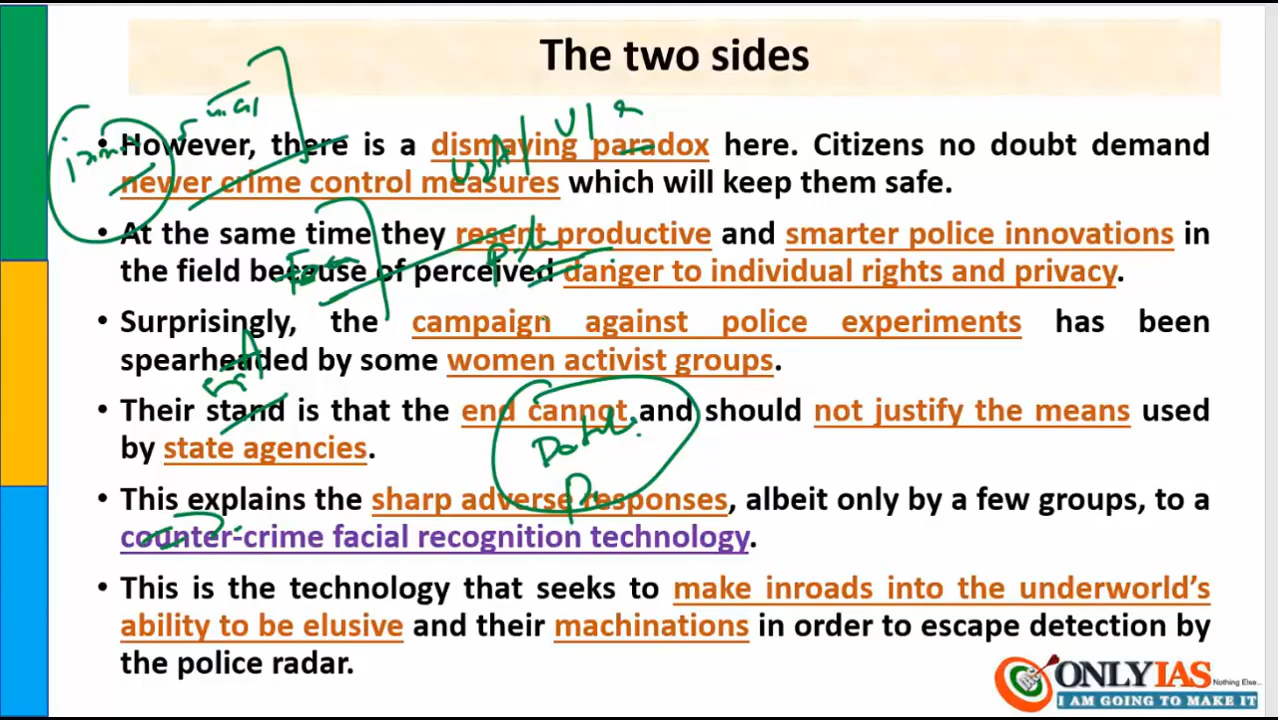 The two sides
• However, there is a dismaying paradox here. Citizens no doubt demand
newer crime control measures which will keep them safe.
• At the same time they resent productive and smarter police innovations in
the field because of perceived danger to individual rights and privacy.
• Surprisingly, the campaign against police experiments has been
spearheaded by some women activist groups.
• Their stand is that the end cannot and should not justify the means used
by state agencies.
• This explains the sharp adverse responses, albeit only by a few groups, to a
counter-crime facial recognition technology.
• This is the technology that seeks to make inroads into the underworld’s
ability to be elusive and their machinations in order to escape detection by
the police radar.
ONLY IAS Nothing Else...
I AM GOING TO MAKE IT